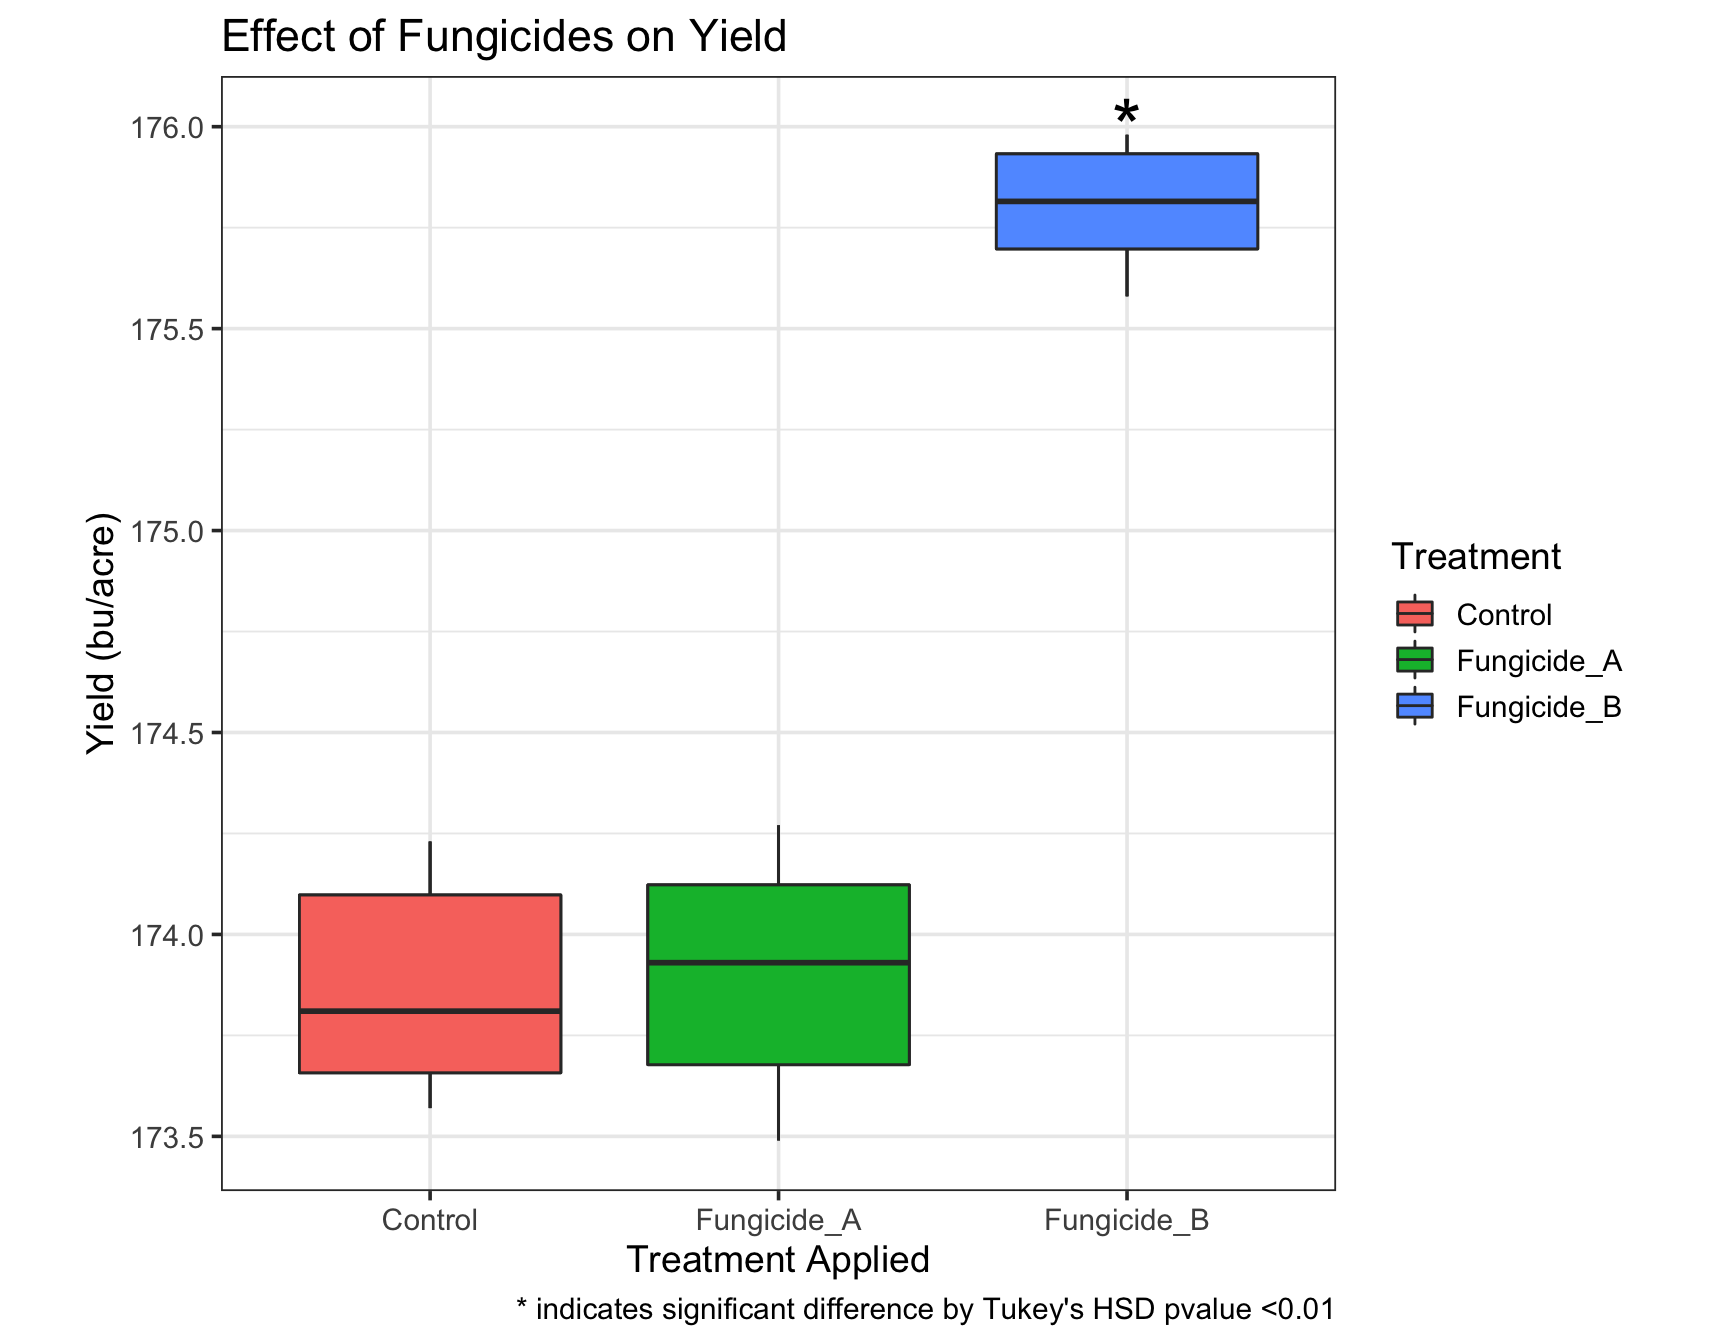 Effect of Fungicides on Yield
*
176.0
175.5
175.0
174.5
174.0
173.5
Yield (bu/acre)
Control
Fungicide_A
Fungicide_B
Treatment Applied
* indicates significant difference by Tukey's HSD pvalue <0.01
Treatment
Control
Fungicide_A
Fungicide_B